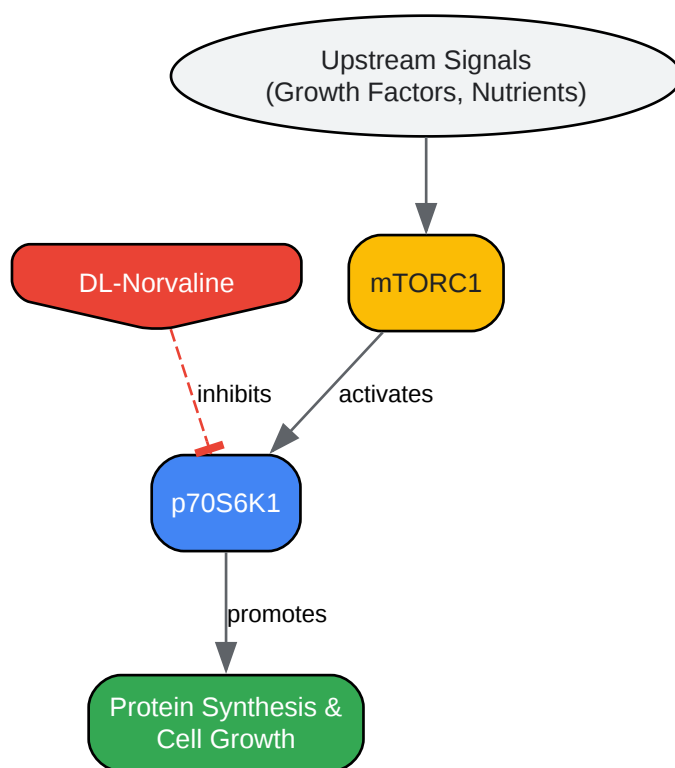 Upstream Signals
(Growth Factors, Nutrients)
DL-Norvaline
mTORC1
inhibits
activates
p70S6K1
promotes
Protein Synthesis &
Cell Growth